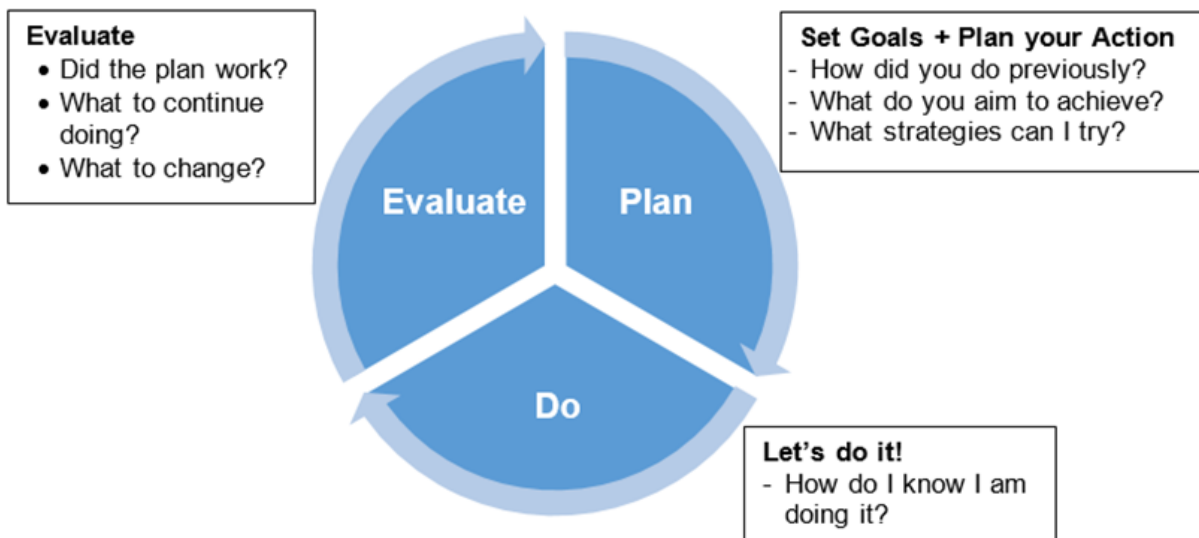 Evaluate
• Did the plan work?
• What to continue
doing?
• What to change?
Set Goals + Plan your Action
- How did you do previously?
- What do you aim to achieve?
- What strategies can I try?
Evaluate
Plan
Do
Let's do it!
- How do I know I am
doing it?